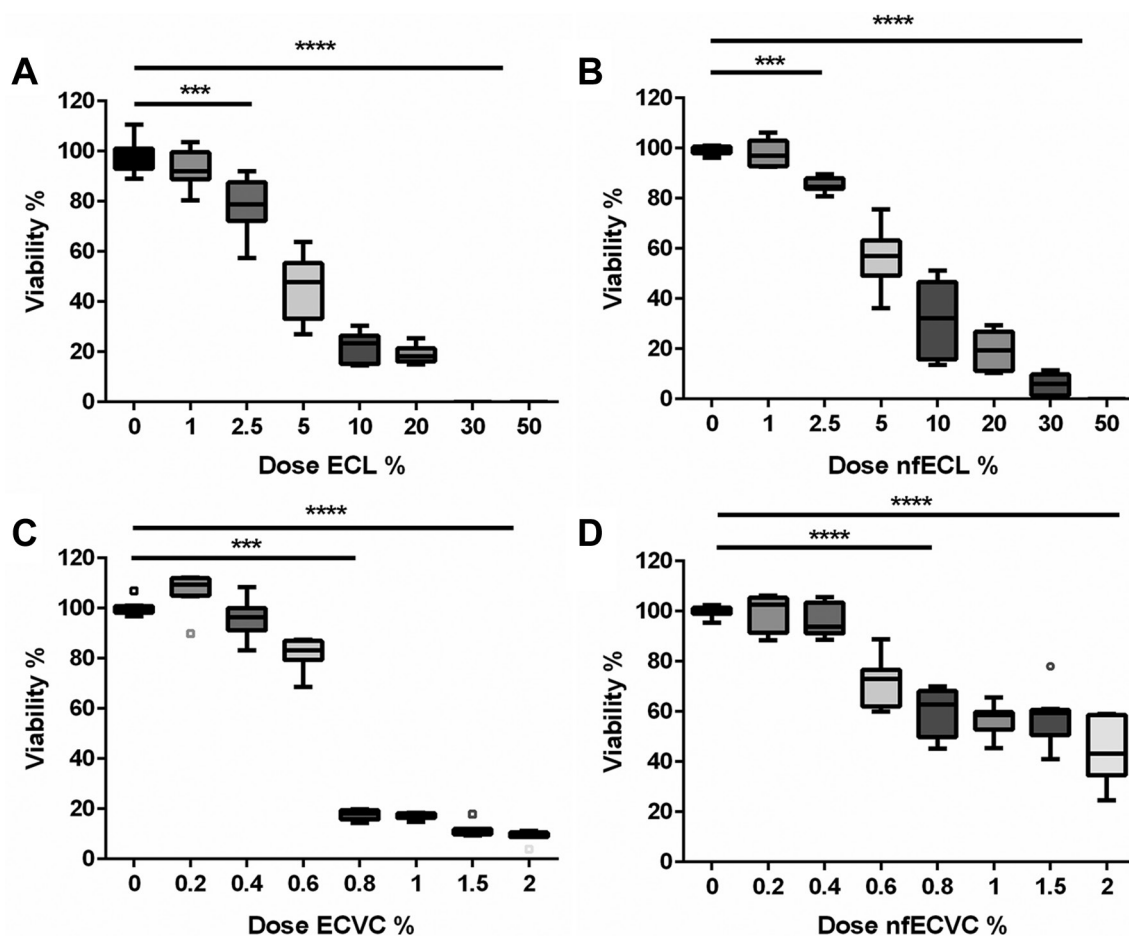 A
****
***
120
100
80
60
40
20
0
Viability %
0 1 2.5 5 10 20 30 50
Dose ECL %
B
****
***
120
100
80
60
40
20
0
Viability %
0 1 2.5 5 10 20 30 50
Dose nfECL %
C
****
***
120
100
80
60
40
20
0
Viability %
0 0.2 0.4 0.6 0.8 1 1.5 2
Dose ECVC %
D
****
****
120
100
80
60
40
20
0
Viability %
0 0.2 0.4 0.6 0.8 1 1.5 2
Dose nfECVC %